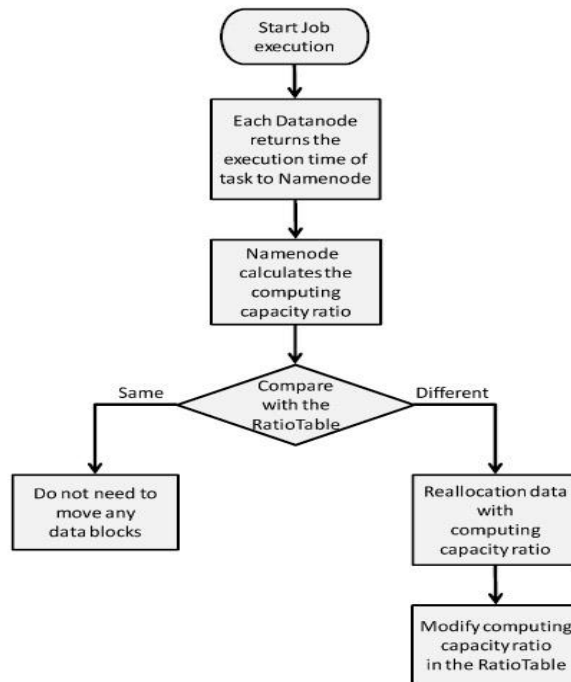 Start Job
execution
Each Datanode
returns the
execution time of
task to Namenode
Namenode
calculates the
computing
capacity ratio
Same
Compare
with the
RatioTable
Different
Do not need to
move any
data blocks
Reallocation data
with
computing
capacity ratio
Modify computing
capacity ratio
in the RatioTable